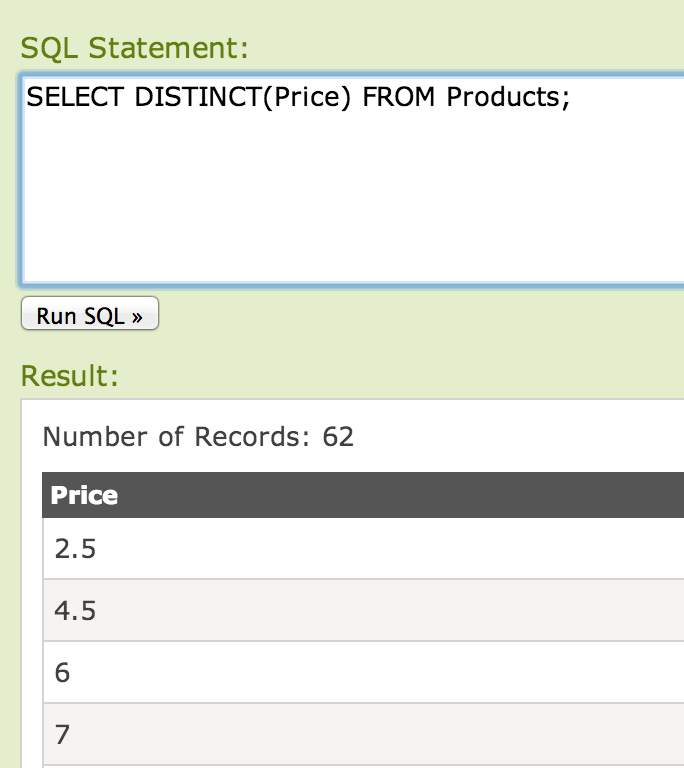 SQL Statement:
SELECT DISTINCT(Price) FROM Products;
Run SQL »
Result:
Number of Records: 62
Price
2.5
4.5
6
7